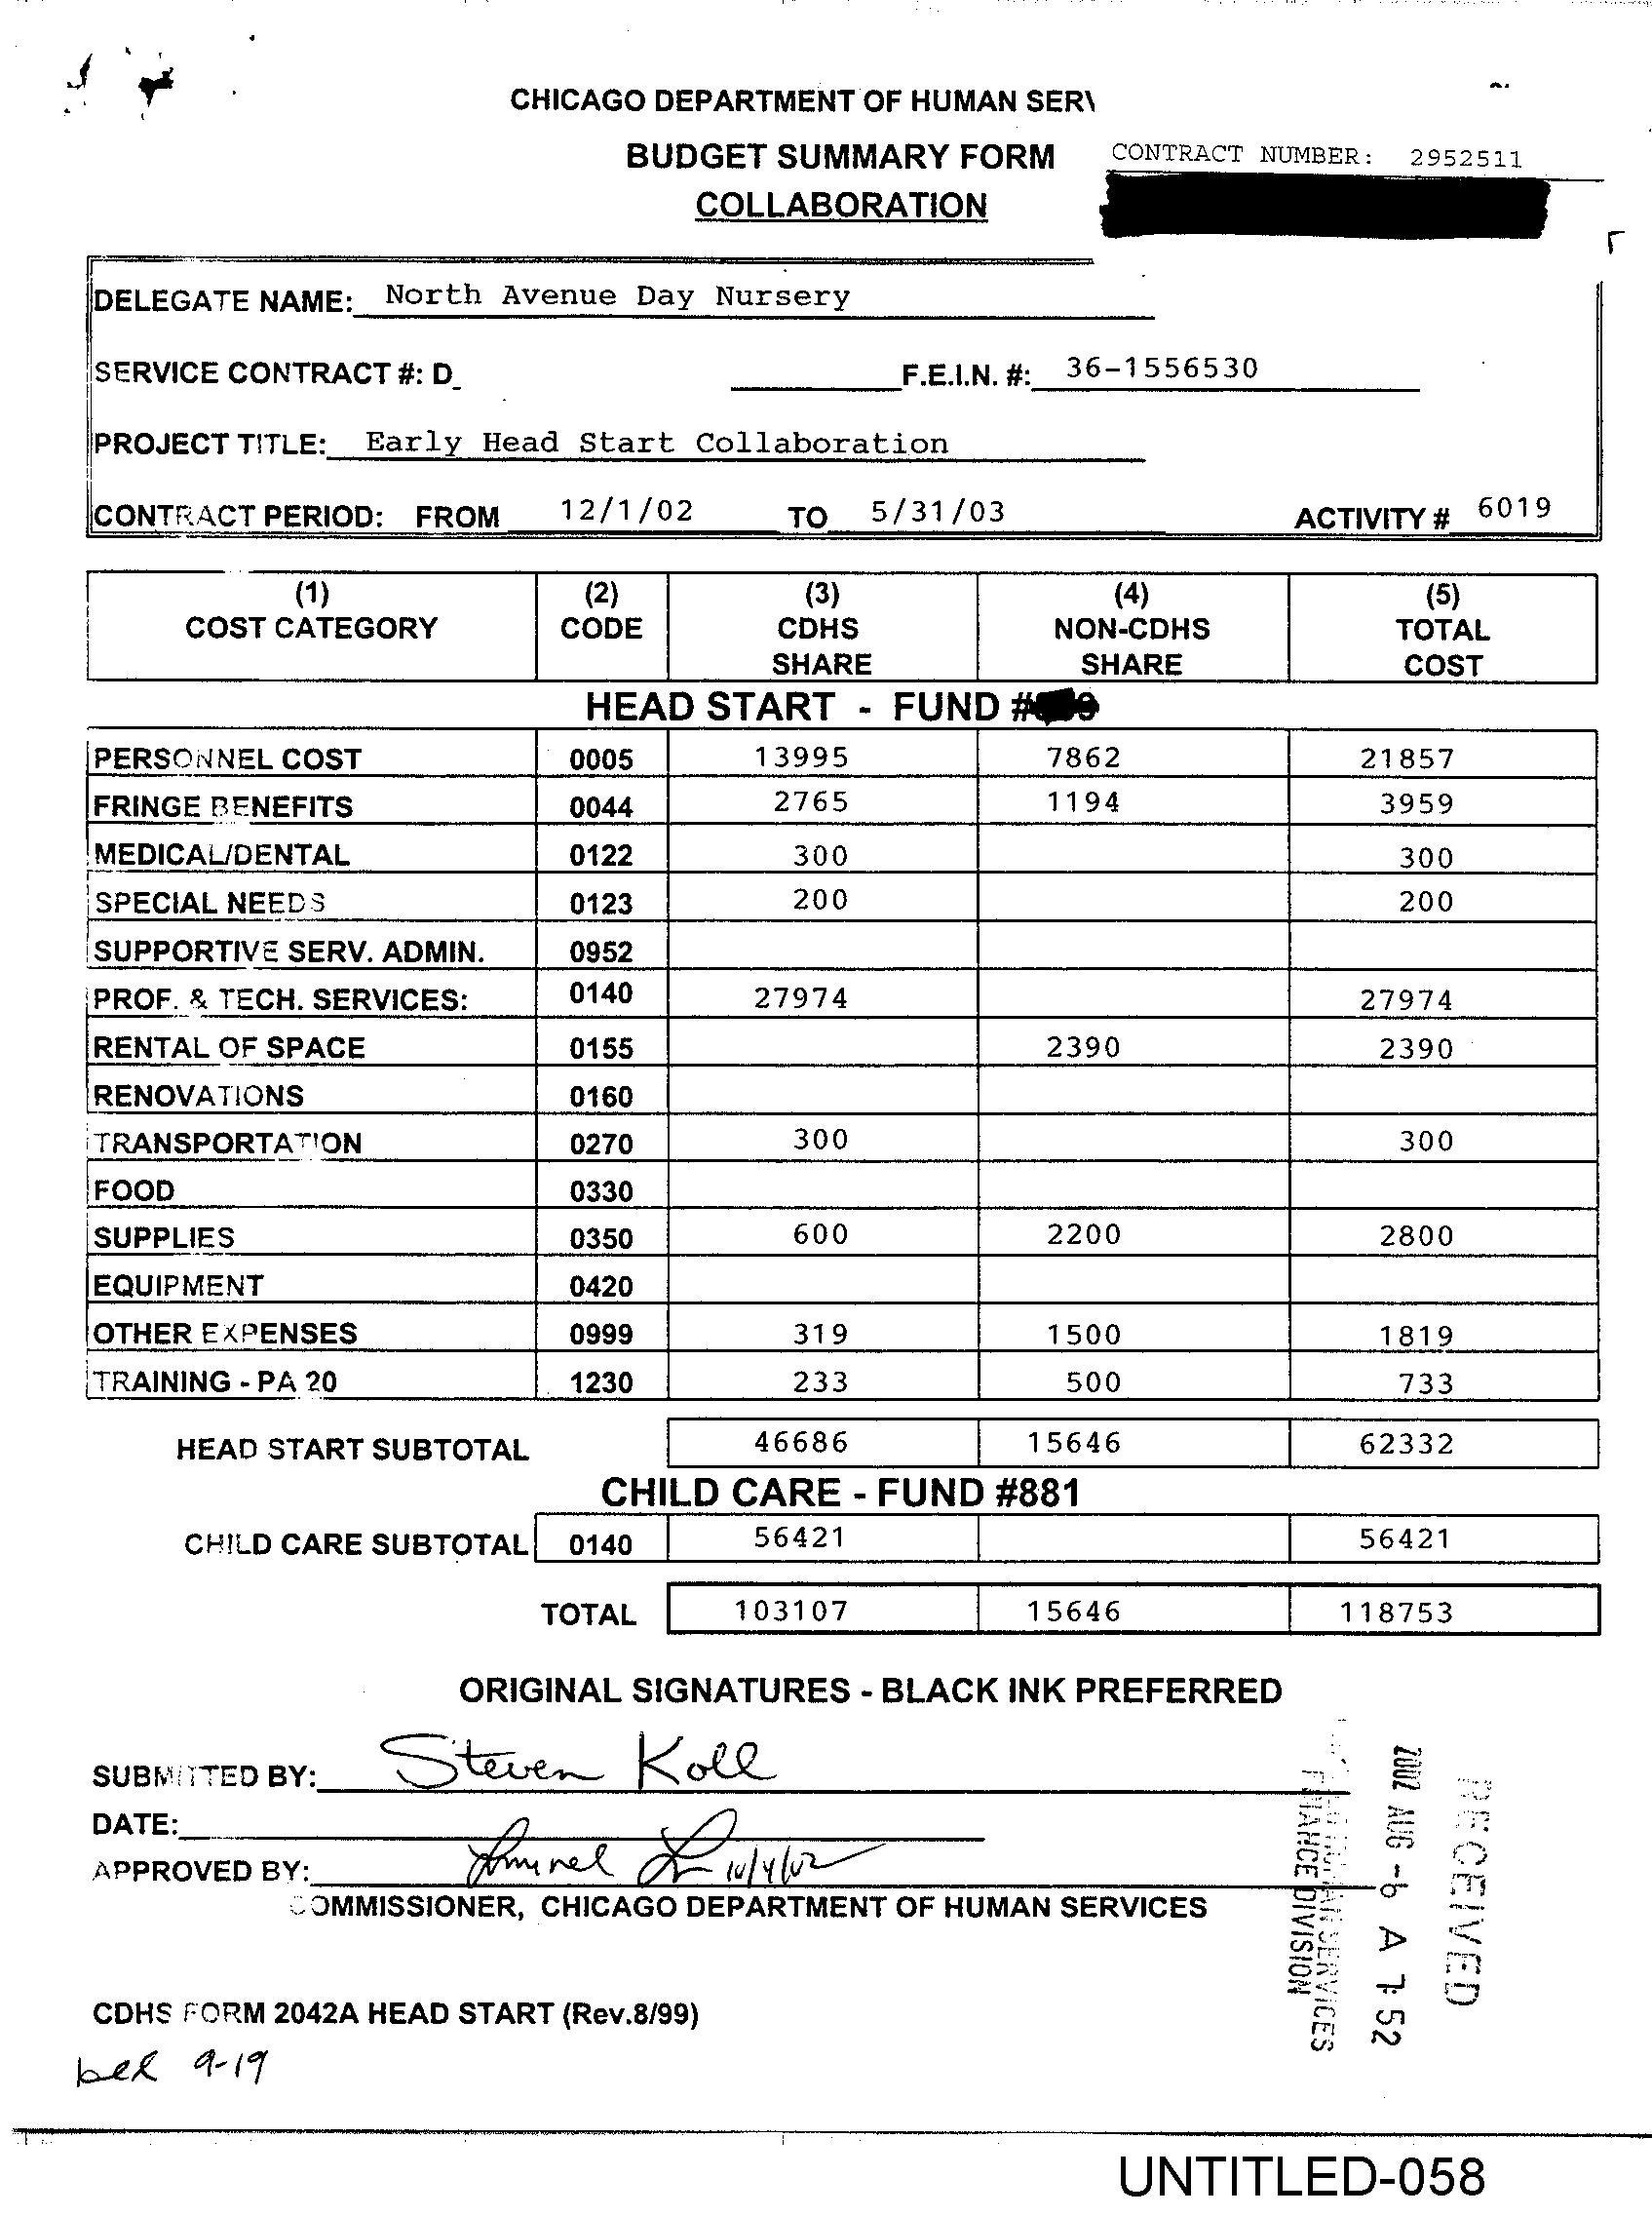 CHICAGO DEPARTMENT OF HUMAN SERV
BUDGET SUMMARY FORM
CONTRACT NUMBER: 2952511
COLLABORATION
DELEGATE NAME: North Avenue Day Nursery
SERVICE CONTRACT #: D F.E.I.N. #: 36-1556530
PROJECT TITLE: Early Head Start Collaboration
CONTRACT PERIOD: FROM 12/1/02 TO 5/31/03 ACTIVITY # 6019
(1) (2) (3) (4) (5)
COST CATEGORY CODE CDHS NON-CDHS TOTAL
SHARE SHARE COST
HEAD START - FUND #
PERSONNEL COST 0005 13995 7862 21857
FRINGE BENEFITS 0044 2765 1194 3959
MEDICAL/DENTAL 0122 300 300
SPECIAL NEEDS 0123 200 200
SUPPORTIVE SERV. ADMIN. 0952
PROF. & TECH. SERVICES: 0140 27974 27974
RENTAL OF SPACE 0155 2390 2390
RENOVATIONS 0160
TRANSPORTATION 0270 300 300
FOOD 0330
SUPPLIES 0350 600 2200 2800
EQUIPMENT 0420
OTHER EXPENSES 0999 319 1500 1819
TRAINING - PA 20 1230 233 500 733
HEAD START SUBTOTAL 46686 15646 62332
CHILD CARE - FUND #881
CHILD CARE SUBTOTAL 0140 56421 56421
TOTAL 103107 15646 118753
ORIGINAL SIGNATURES - BLACK INK PREFERRED
SUBMITTED BY: Steven Koll
DATE:
APPROVED BY: 10/4/02
COMMISSIONER, CHICAGO DEPARTMENT OF HUMAN SERVICES
RECEIVED
2002 AUG -6 A 7:52
HUMAN SERVICES
FINANCE DIVISION
CDHS FORM 2042A HEAD START (Rev.8/99)
9-19
UNTITLED-058